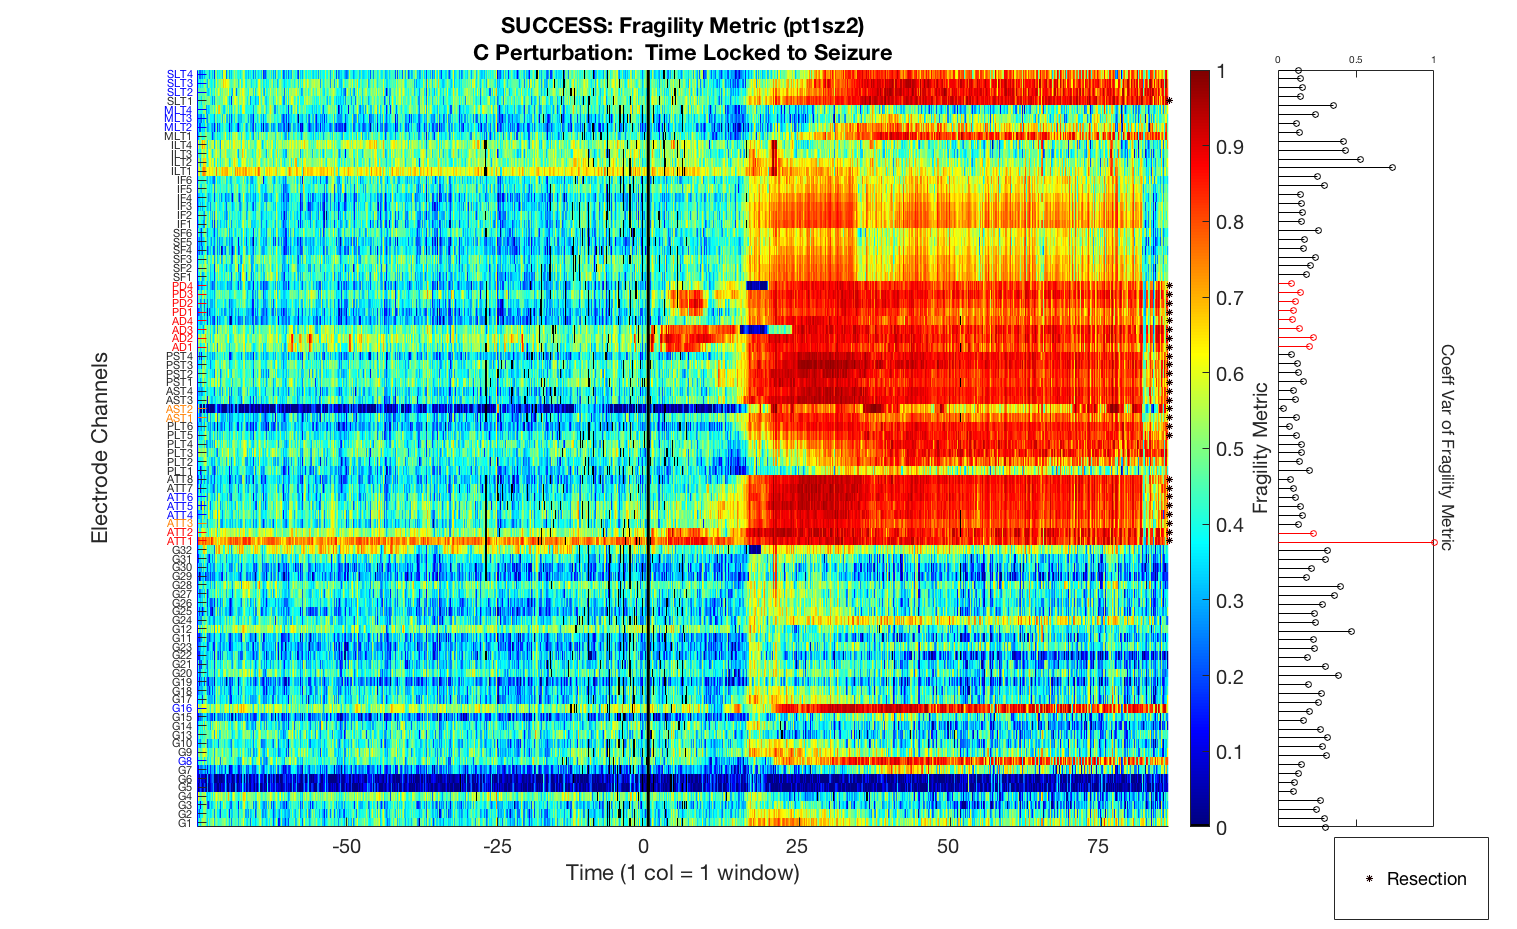 SUCCESS: Fragility Metric (pt1sz2)
C Perturbation: Time Locked to Seizure
Electrode Channels
SLT4
SLT3
SLT2
SLT1
MLT4
MLT3
MLT2
MLT1
ILT4
ILT3
ILT2
ILT1
IF6
IF5
IF4
IF3
IF2
IF1
SF6
SF5
SF4
SF3
SF2
SF1
PD4
PD3
PD2
PD1
AD4
AD3
AD2
AD1
PST4
PST3
PST2
PST1
AST4
AST3
AST2
AST1
PLT6
PLT5
PLT4
PLT3
PLT2
PLT1
ATT8
ATT7
ATT6
ATT5
ATT4
ATT3
ATT2
ATT1
G32
G31
G30
G29
G28
G27
G26
G25
G24
G12
G11
G23
G22
G21
G20
G19
G18
G17
G16
G15
G14
G13
G10
G9
G8
G7
G6
G5
G4
G3
G2
G1
-50 -25 0 25 50 75
Time (1 col = 1 window)
1
0.9
0.8
0.7
0.6
0.5
0.4
0.3
0.2
0.1
0
Fragility Metric
0 0.5 1
Coeff Var of Fragility Metric
* Resection